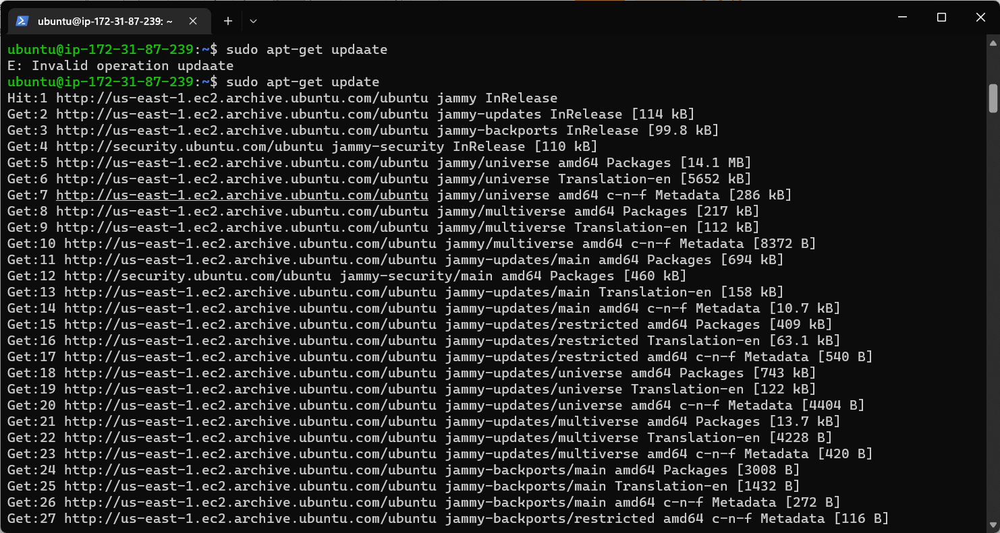 ubuntu@ip-172-31-87-239: ~
ubuntu@ip-172-31-87-239:~$ sudo apt-get updaate
E: Invalid operation updaate
ubuntu@ip-172-31-87-239:~$ sudo apt-get update
Hit:1 http://us-east-1.ec2.archive.ubuntu.com/ubuntu jammy InRelease
Get:2 http://us-east-1.ec2.archive.ubuntu.com/ubuntu jammy-updates InRelease [114 kB]
Get:3 http://us-east-1.ec2.archive.ubuntu.com/ubuntu jammy-backports InRelease [99.8 kB]
Get:4 http://security.ubuntu.com/ubuntu jammy-security InRelease [110 kB]
Get:5 http://us-east-1.ec2.archive.ubuntu.com/ubuntu jammy/universe amd64 Packages [14.1 MB]
Get:6 http://us-east-1.ec2.archive.ubuntu.com/ubuntu jammy/universe Translation-en [5652 kB]
Get:7 http://us-east-1.ec2.archive.ubuntu.com/ubuntu jammy/universe amd64 c-n-f Metadata [286 kB]
Get:8 http://us-east-1.ec2.archive.ubuntu.com/ubuntu jammy/multiverse amd64 Packages [217 kB]
Get:9 http://us-east-1.ec2.archive.ubuntu.com/ubuntu jammy/multiverse Translation-en [112 kB]
Get:10 http://us-east-1.ec2.archive.ubuntu.com/ubuntu jammy/multiverse amd64 c-n-f Metadata [8372 B]
Get:11 http://us-east-1.ec2.archive.ubuntu.com/ubuntu jammy-updates/main amd64 Packages [694 kB]
Get:12 http://security.ubuntu.com/ubuntu jammy-security/main amd64 Packages [460 kB]
Get:13 http://us-east-1.ec2.archive.ubuntu.com/ubuntu jammy-updates/main Translation-en [158 kB]
Get:14 http://us-east-1.ec2.archive.ubuntu.com/ubuntu jammy-updates/main amd64 c-n-f Metadata [10.7 kB]
Get:15 http://us-east-1.ec2.archive.ubuntu.com/ubuntu jammy-updates/restricted amd64 Packages [409 kB]
Get:16 http://us-east-1.ec2.archive.ubuntu.com/ubuntu jammy-updates/restricted Translation-en [63.1 kB]
Get:17 http://us-east-1.ec2.archive.ubuntu.com/ubuntu jammy-updates/restricted amd64 c-n-f Metadata [540 B]
Get:18 http://us-east-1.ec2.archive.ubuntu.com/ubuntu jammy-updates/universe amd64 Packages [743 kB]
Get:19 http://us-east-1.ec2.archive.ubuntu.com/ubuntu jammy-updates/universe Translation-en [122 kB]
Get:20 http://us-east-1.ec2.archive.ubuntu.com/ubuntu jammy-updates/universe amd64 c-n-f Metadata [4404 B]
Get:21 http://us-east-1.ec2.archive.ubuntu.com/ubuntu jammy-updates/multiverse amd64 Packages [13.7 kB]
Get:22 http://us-east-1.ec2.archive.ubuntu.com/ubuntu jammy-updates/multiverse Translation-en [4228 B]
Get:23 http://us-east-1.ec2.archive.ubuntu.com/ubuntu jammy-updates/multiverse amd64 c-n-f Metadata [420 B]
Get:24 http://us-east-1.ec2.archive.ubuntu.com/ubuntu jammy-backports/main amd64 Packages [3008 B]
Get:25 http://us-east-1.ec2.archive.ubuntu.com/ubuntu jammy-backports/main Translation-en [1432 B]
Get:26 http://us-east-1.ec2.archive.ubuntu.com/ubuntu jammy-backports/main amd64 c-n-f Metadata [272 B]
Get:27 http://us-east-1.ec2.archive.ubuntu.com/ubuntu jammy-backports/restricted amd64 c-n-f Metadata [116 B]